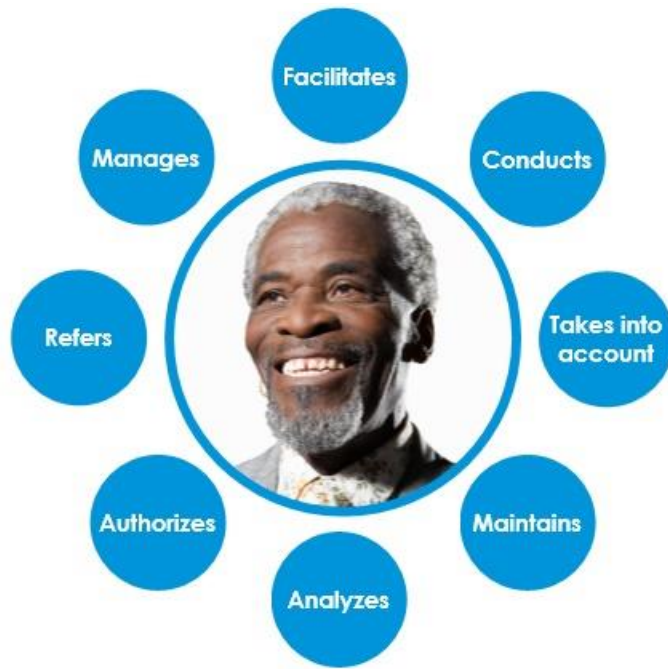 Facilitates
Conducts
Takes into
account
Maintains
Analyzes
Authorizes
Refers
Manages